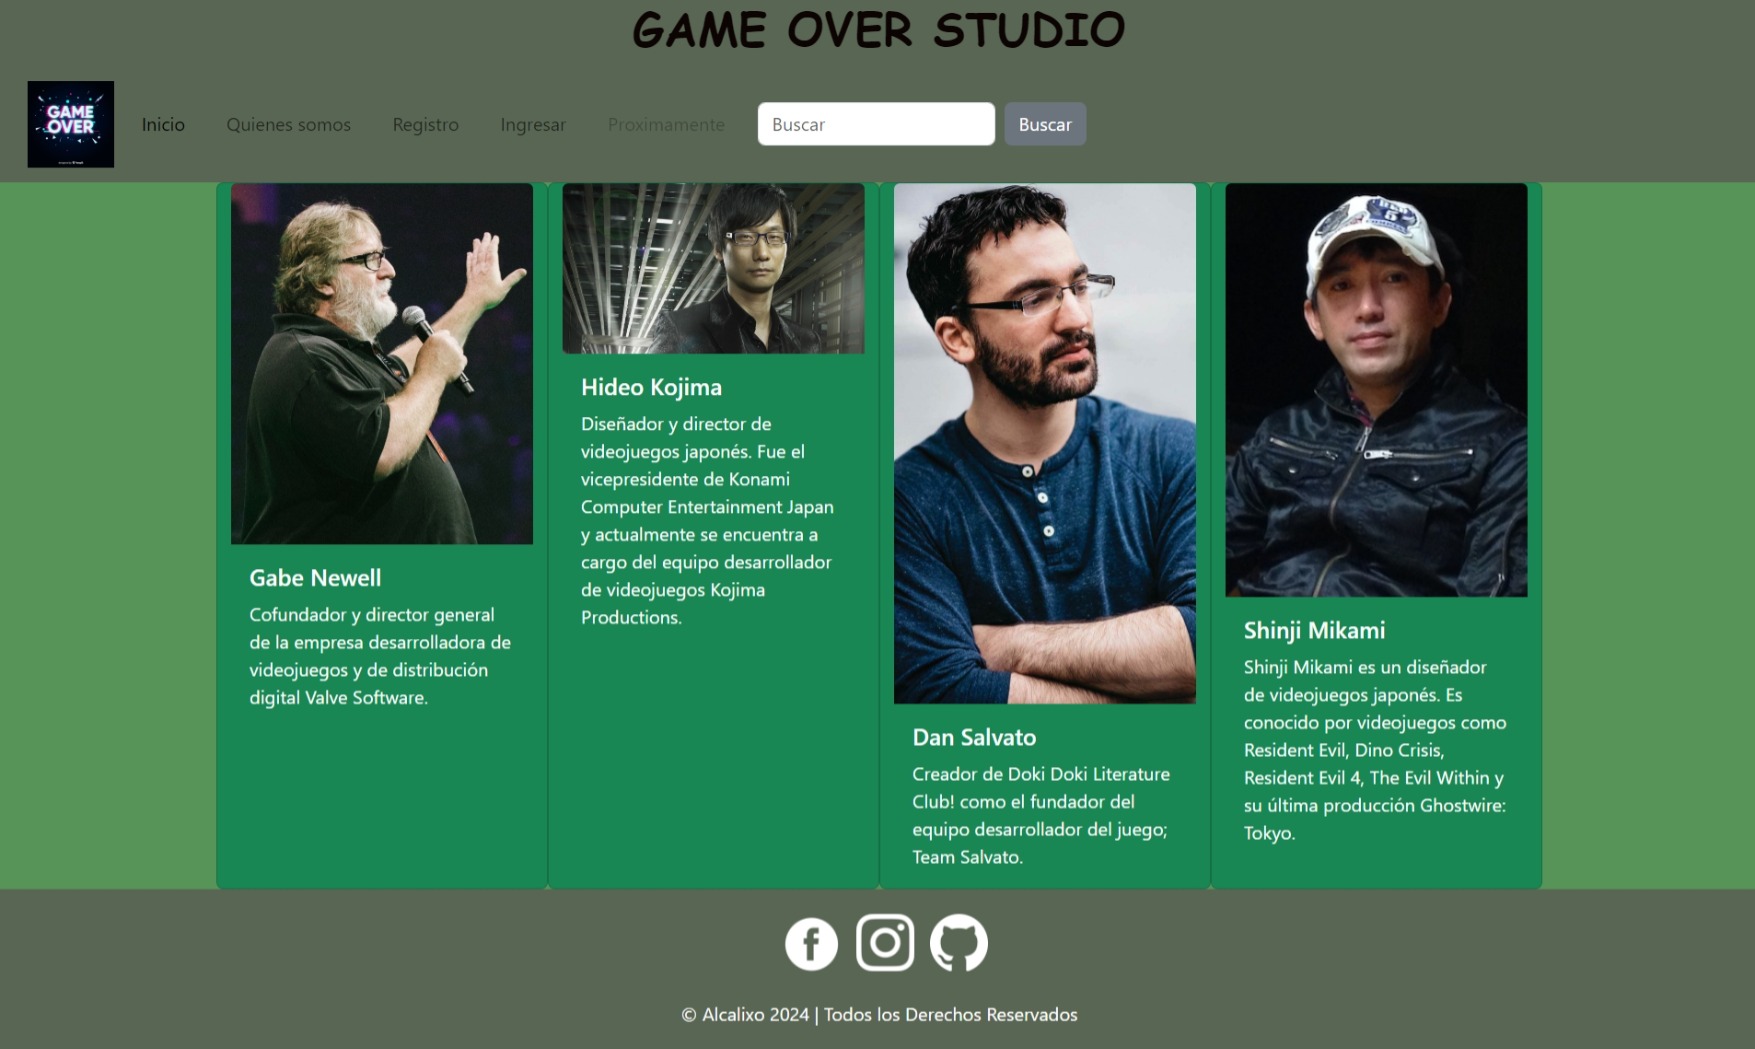 GAME OVER STUDIO
GAME
OVER
Inicio
Quienes somos
Registro
Ingresar
Proximamente
Buscar
Buscar
Gabe Newell
Cofundador y director general
de la empresa desarrolladora de
videojuegos y de distribución
digital Valve Software.
Hideo Kojima
Diseñador y director de
videojuegos japonés. Fue el
vicepresidente de Konami
Computer Entertainment Japan
y actualmente se encuentra a
cargo del equipo desarrollador
de videojuegos Kojima
Productions.
Dan Salvato
Creador de Doki Doki Literature
Club! como el fundador del
equipo desarrollador del juego;
Team Salvato.
Shinji Mikami
Shinji Mikami es un diseñador
de videojuegos japonés. Es
conocido por videojuegos como
Resident Evil, Dino Crisis,
Resident Evil 4, The Evil Within y
su última producción Ghostwire:
Tokyo.
© Alcalixo 2024 | Todos los Derechos Reservados